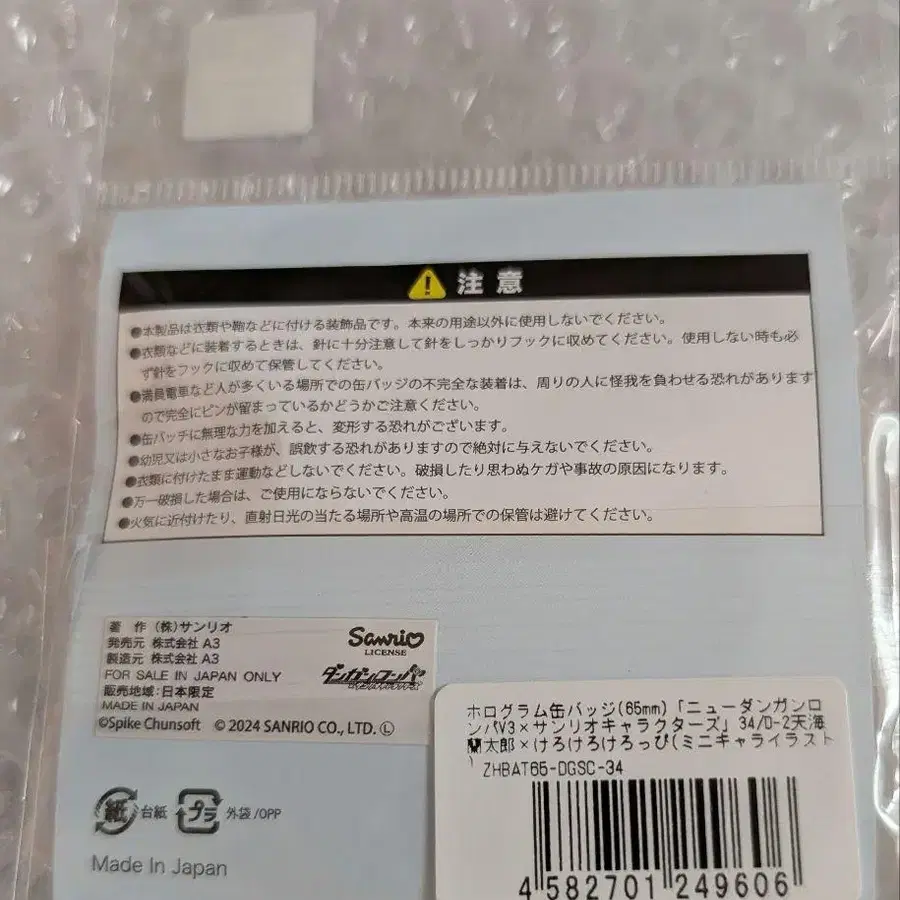 注意
●本製品は衣類や鞄などに付ける装飾品です。本来の用途以外に使用しないでください。
●衣類などに装着するときは、針に十分注意して針をしっかりフックに収めてください。使用しない時も必
ず針をフックに収めて保管してください。
●満員電車など人が多くいる場所での缶バッジの不完全な装着は、周りの人に怪我を負わせる恐れがあります
ので完全にピンが留まっているかどうかご注意ください。
●缶バッチに無理な力を加えると、変形する恐れがございます。
●幼児又は小さなお子様が、誤飲する恐れがありますので絶対に与えないでください。
●衣類に付けたまま運動などしないでください。破損したり思わぬケガや事故の原因になります。
●万一破損した場合は、ご使用にならないでください。
●火気に近付けたり、直射日光の当たる場所や高温の場所での保管は避けてください。
著 作 (株)サンリオ
発売元 株式会社 A3
製造元 株式会社 A3
FOR SALE IN JAPAN ONLY
販売地域:日本限定
MADE IN JAPAN
©Spike Chunsoft © 2024 SANRIO CO., LTD. Ⓛ
Sanrio
LICENSE
ダンガンロンパ
紙 台紙 プラ 外袋/OPP
Made In Japan
ホログラム缶バッジ(65mm)「ニューダンガンロ
ンパV3×サンリオキャラクターズ」34/D-2天海
太郎×けろけろけろっぴ(ミニキャライラスト
) ZHBAT65-DGSC-34
4 582701 249606